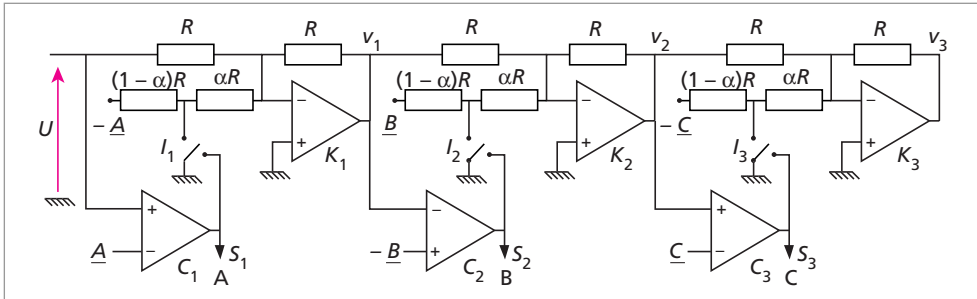 R R v₁ R R v₂ R R v₃
(1 – α)R αR (1 – α)R αR (1 – α)R αR
– A – B – C
U
I₁ I₂ I₃
– + – + – +
K₁ K₂ K₃
+ – +
A – – B + C –
C₁ S₁ C₂ S₂ C₃ S₃
A B C